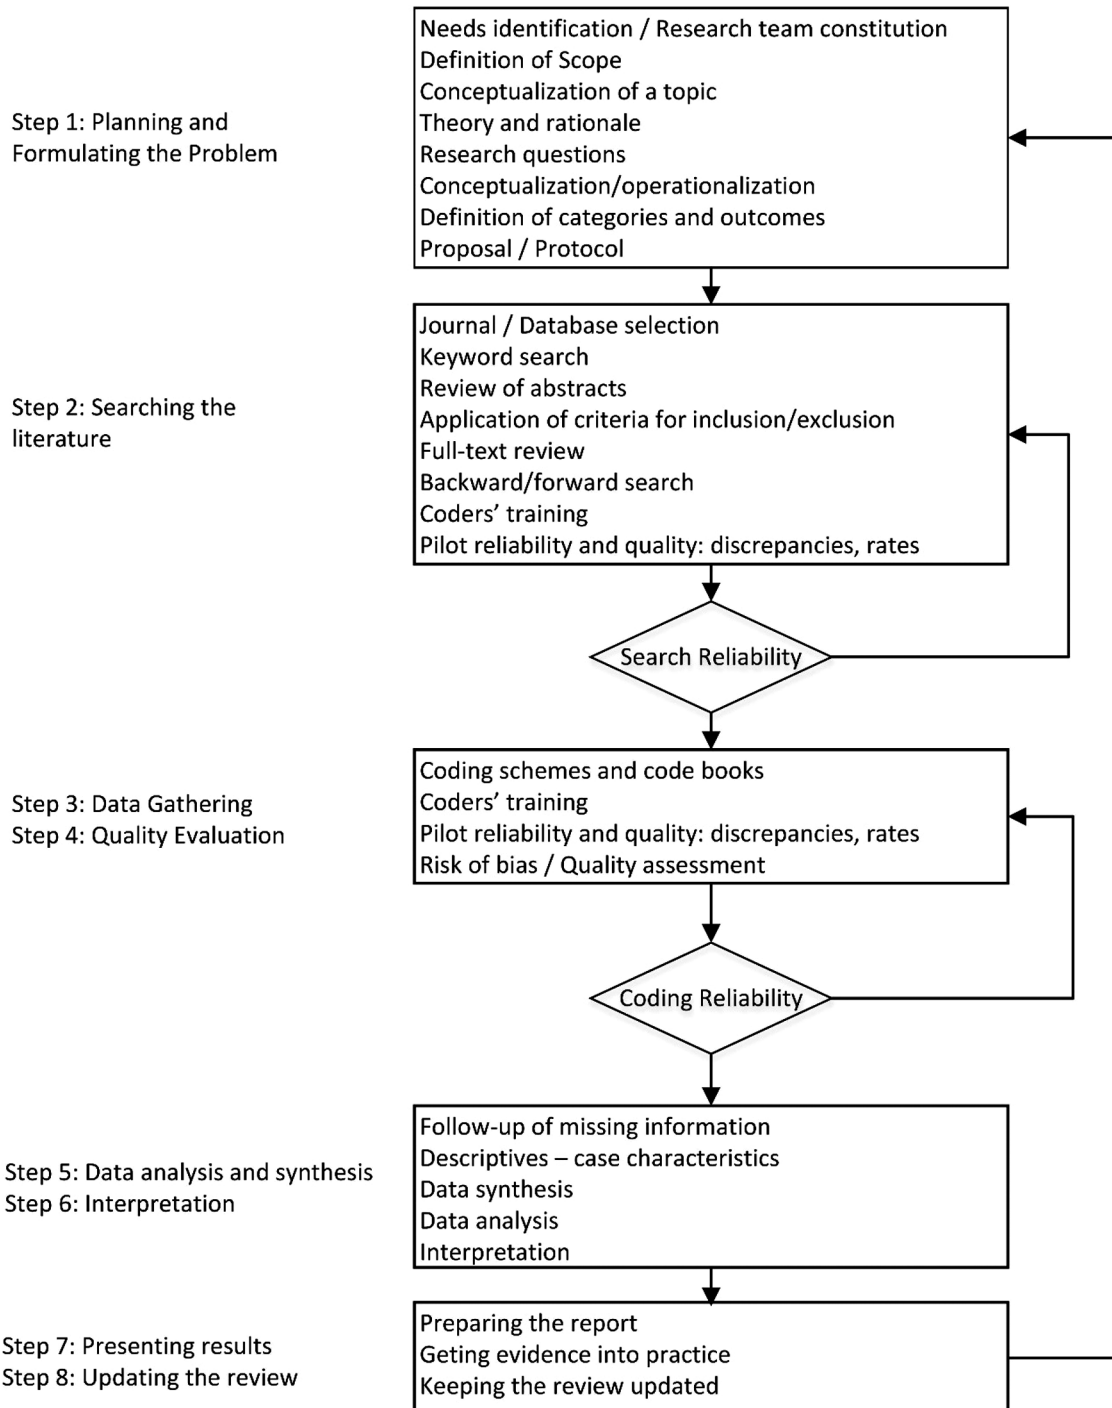 Needs identification / Research team constitution
Definition of Scope
Conceptualization of a topic
Step 1: Planning and
Formulating the Problem
Theory and rationale
Research questions
Conceptualization/operationalization
Definition of categories and outcomes
Proposal / Protocol
Journal / Database selection
Keyword search
Review of abstracts
Step 2: Searching the
literature
Application of criteria for inclusion/exclusion
Full-text review
Backward/forward search
Coders’ training
Pilot reliability and quality: discrepancies, rates
Search Reliability
Step 3: Data Gathering
Step 4: Quality Evaluation
Coding schemes and code books
Coders’ training
Pilot reliability and quality: discrepancies, rates
Risk of bias / Quality assessment
Coding Reliability
Step 5: Data analysis and synthesis
Step 6: Interpretation
Follow-up of missing information
Descriptives – case characteristics
Data synthesis
Data analysis
Interpretation
Step 7: Presenting results
Step 8: Updating the review
Preparing the report
Geting evidence into practice
Keeping the review updated